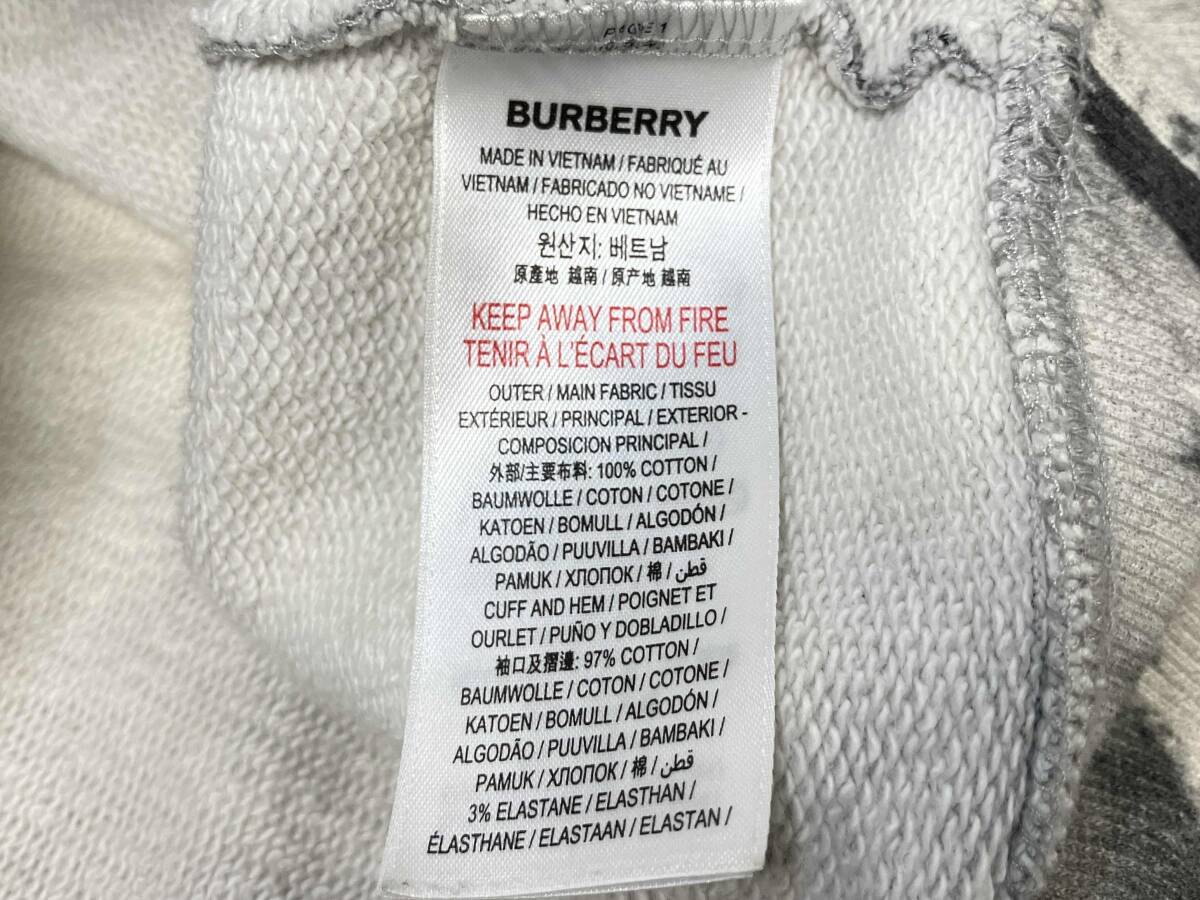 PAGE 1
BURBERRY
MADE IN VIETNAM / FABRIQUÉ AU
VIETNAM / FABRICADO NO VIETNAME /
HECHO EN VIETNAM
원산지: 베트남
原產地 越南 / 原产地 越南
KEEP AWAY FROM FIRE
TENIR À L'ÉCART DU FEU
OUTER / MAIN FABRIC / TISSU
EXTÉRIEUR / PRINCIPAL / EXTERIOR -
COMPOSICION PRINCIPAL /
外部/主要布料: 100% COTTON /
BAUMWOLLE / COTON / COTONE /
KATOEN / BOMULL / ALGODÓN /
ALGODÃO / PUUVILLA / BAMBAKI /
PAMUK / ХЛОПОК / 棉 / قطن
CUFF AND HEM / POIGNET ET
OURLET / PUÑO Y DOBLADILLO /
袖口及摺邊: 97% COTTON /
BAUMWOLLE / COTON / COTONE /
KATOEN / BOMULL / ALGODÓN /
ALGODÃO / PUUVILLA / BAMBAKI /
PAMUK / ХЛОПОК / 棉 / قطن
3% ELASTANE / ELASTHAN /
ÉLASTHANE / ELASTAAN / ELASTAN /